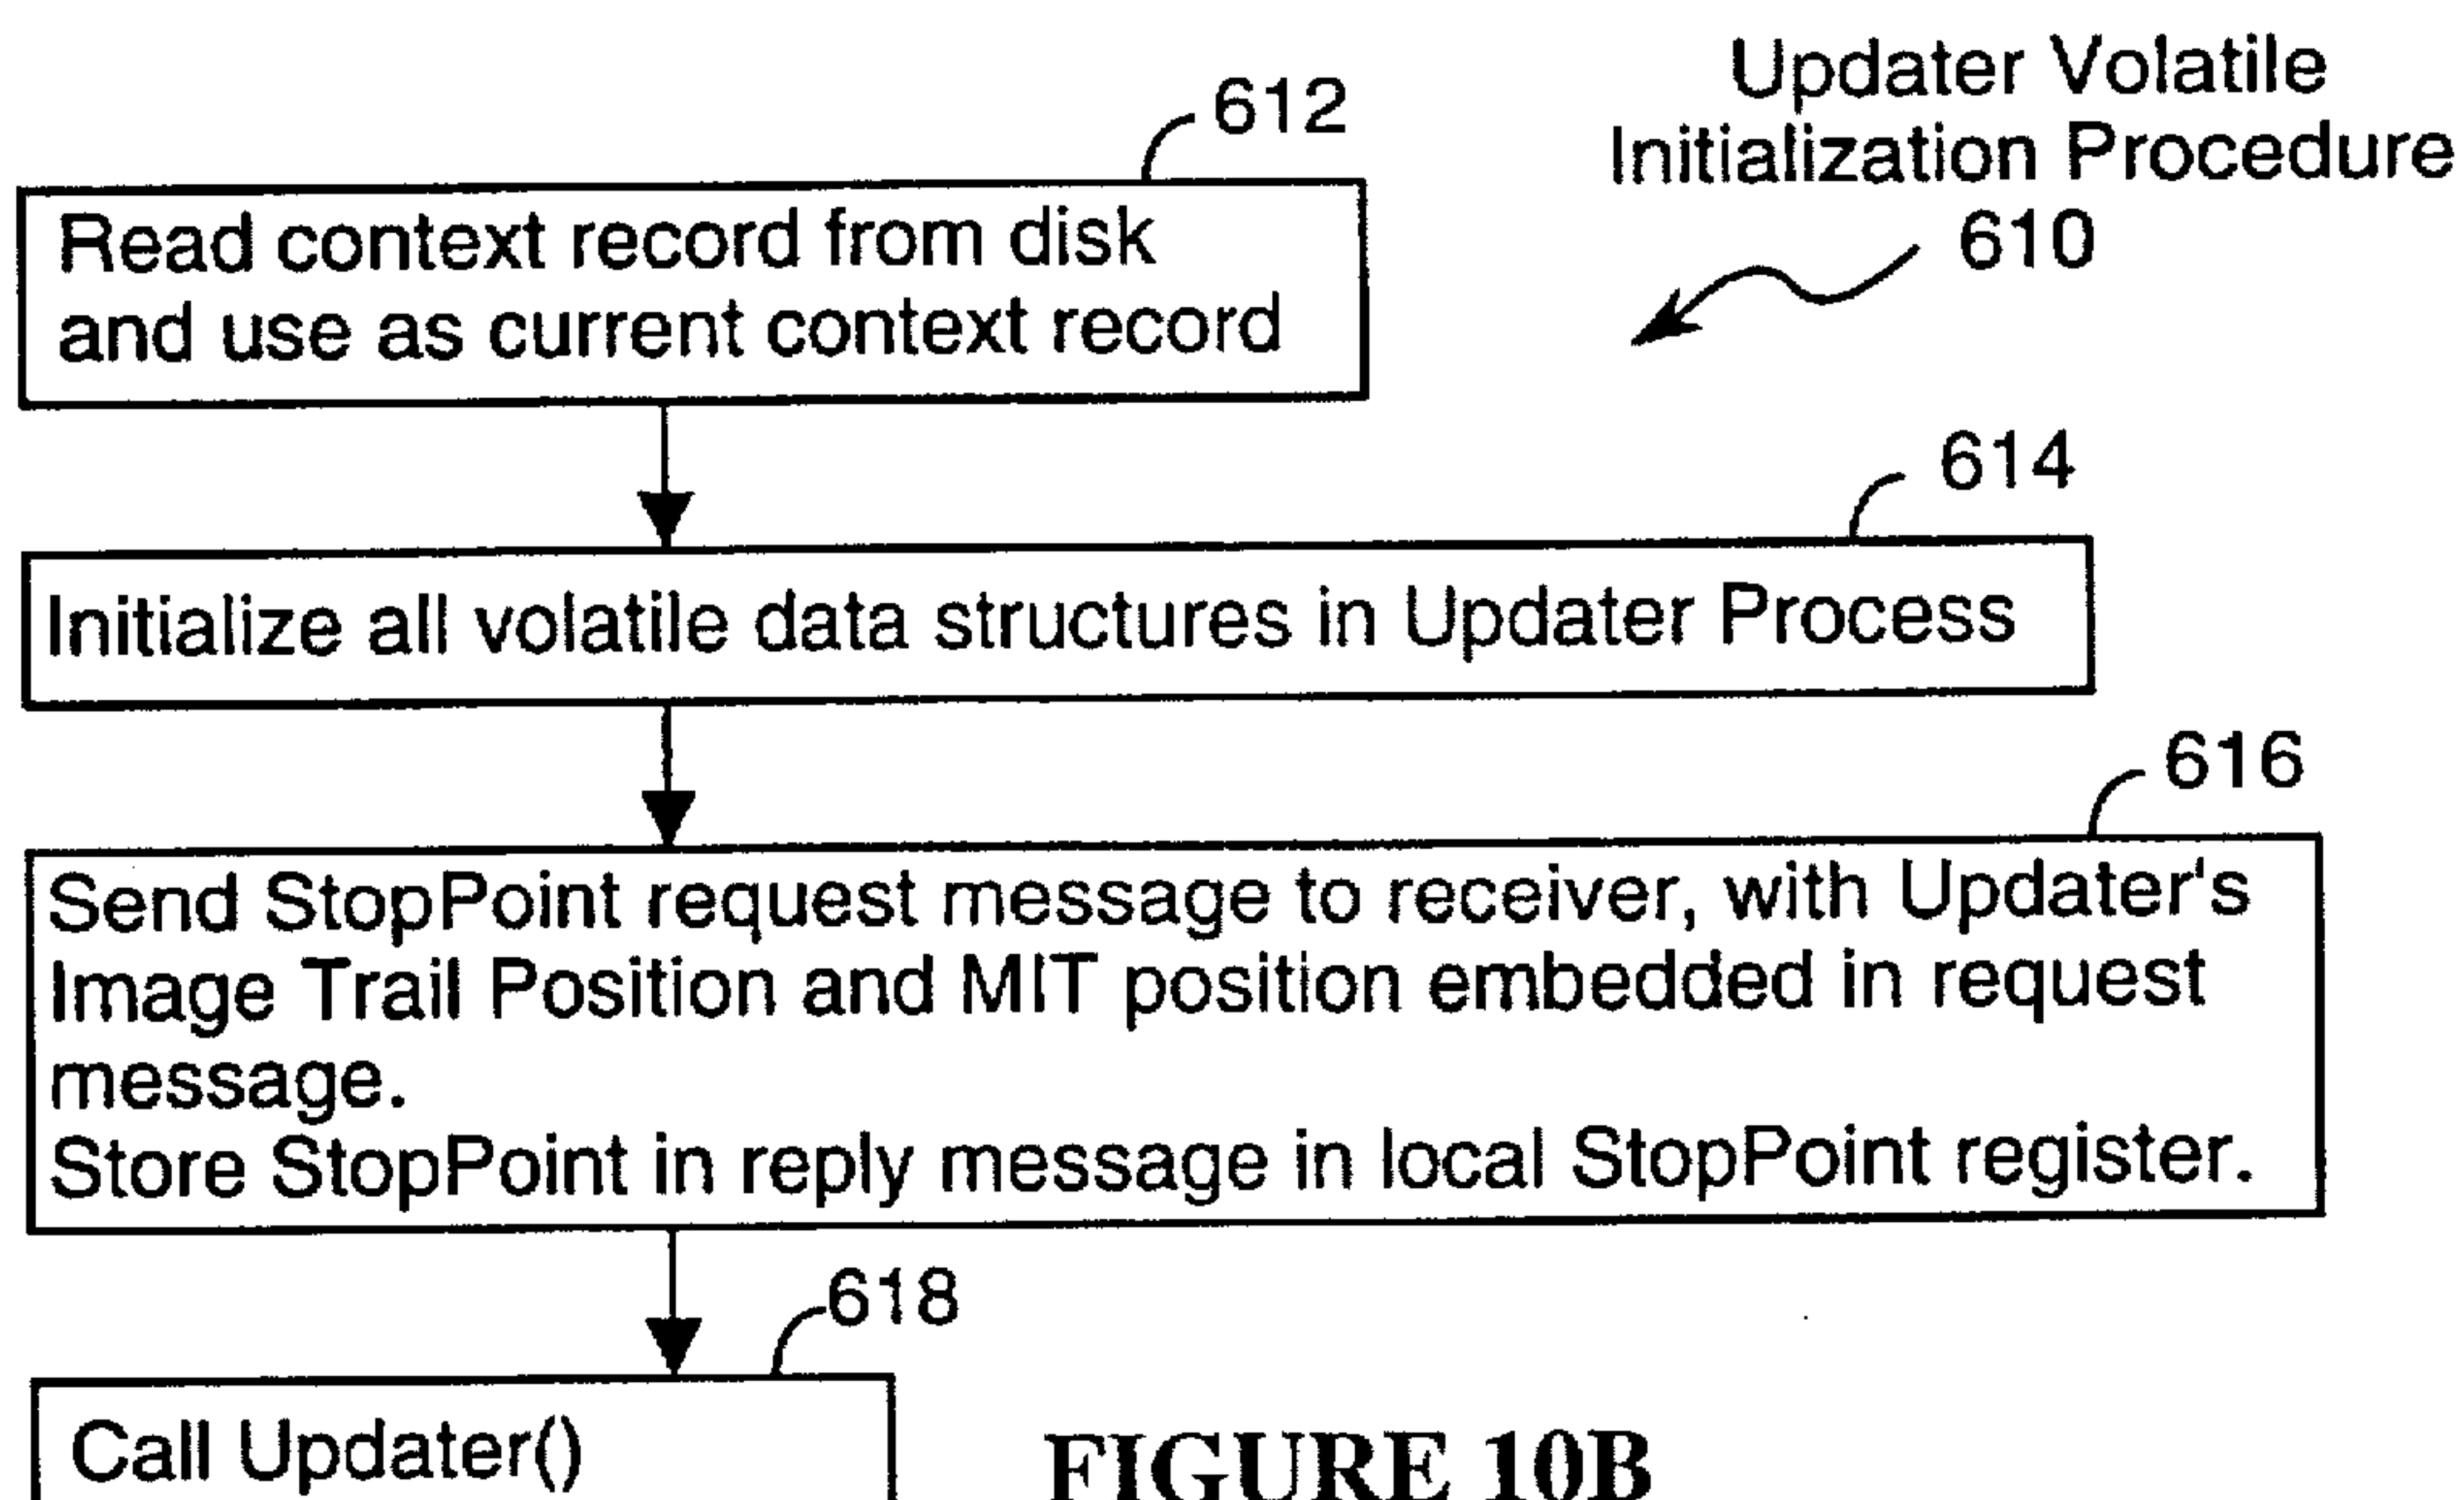 Updater Volatile
Initialization Procedure
610
612
Read context record from disk
and use as current context record
614
Initialize all volatile data structures in Updater Process
616
Send StopPoint request message to receiver, with Updater's
Image Trail Position and MIT position embedded in request
message.
Store StopPoint in reply message in local StopPoint register.
618
Call Updater()
FIGURE 10B